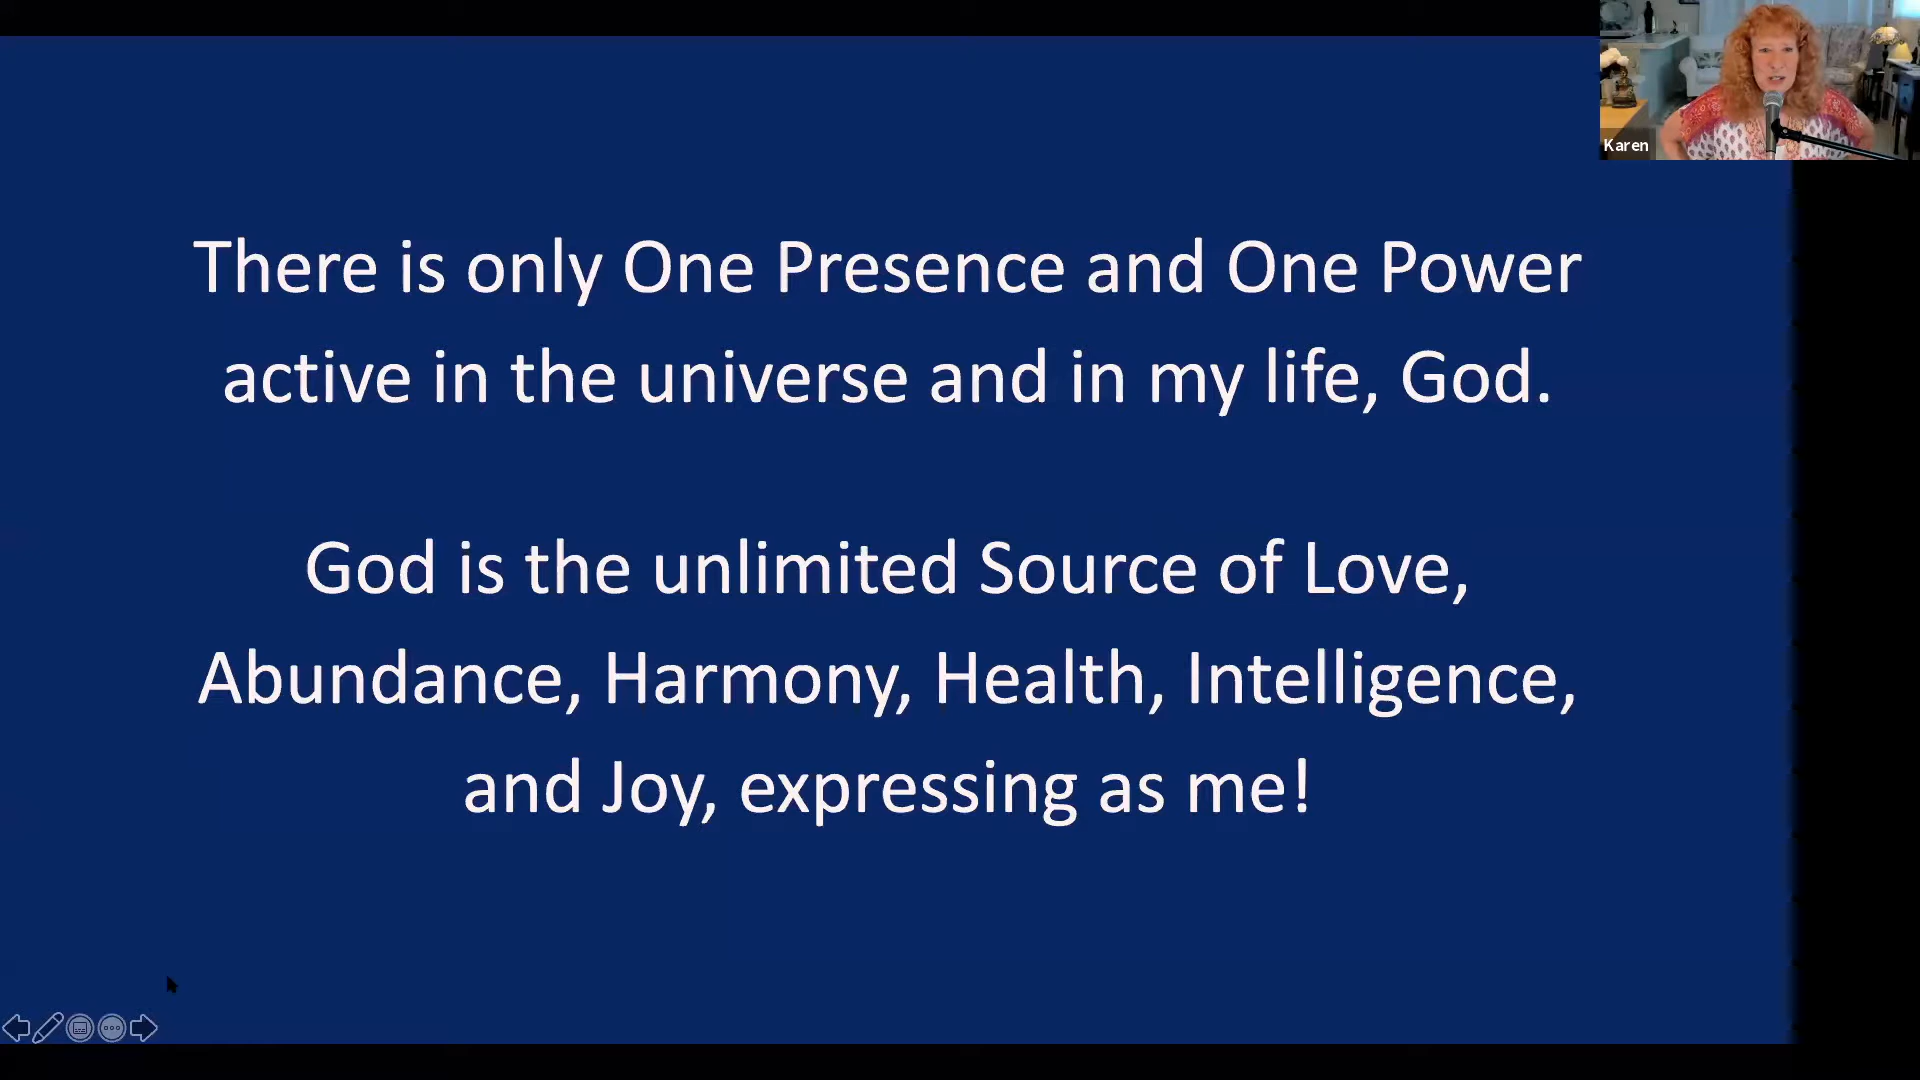 Karen
There is only One Presence and One Power
active in the universe and in my life, God.
God is the unlimited Source of Love,
Abundance, Harmony, Health, Intelligence,
and Joy, expressing as me!